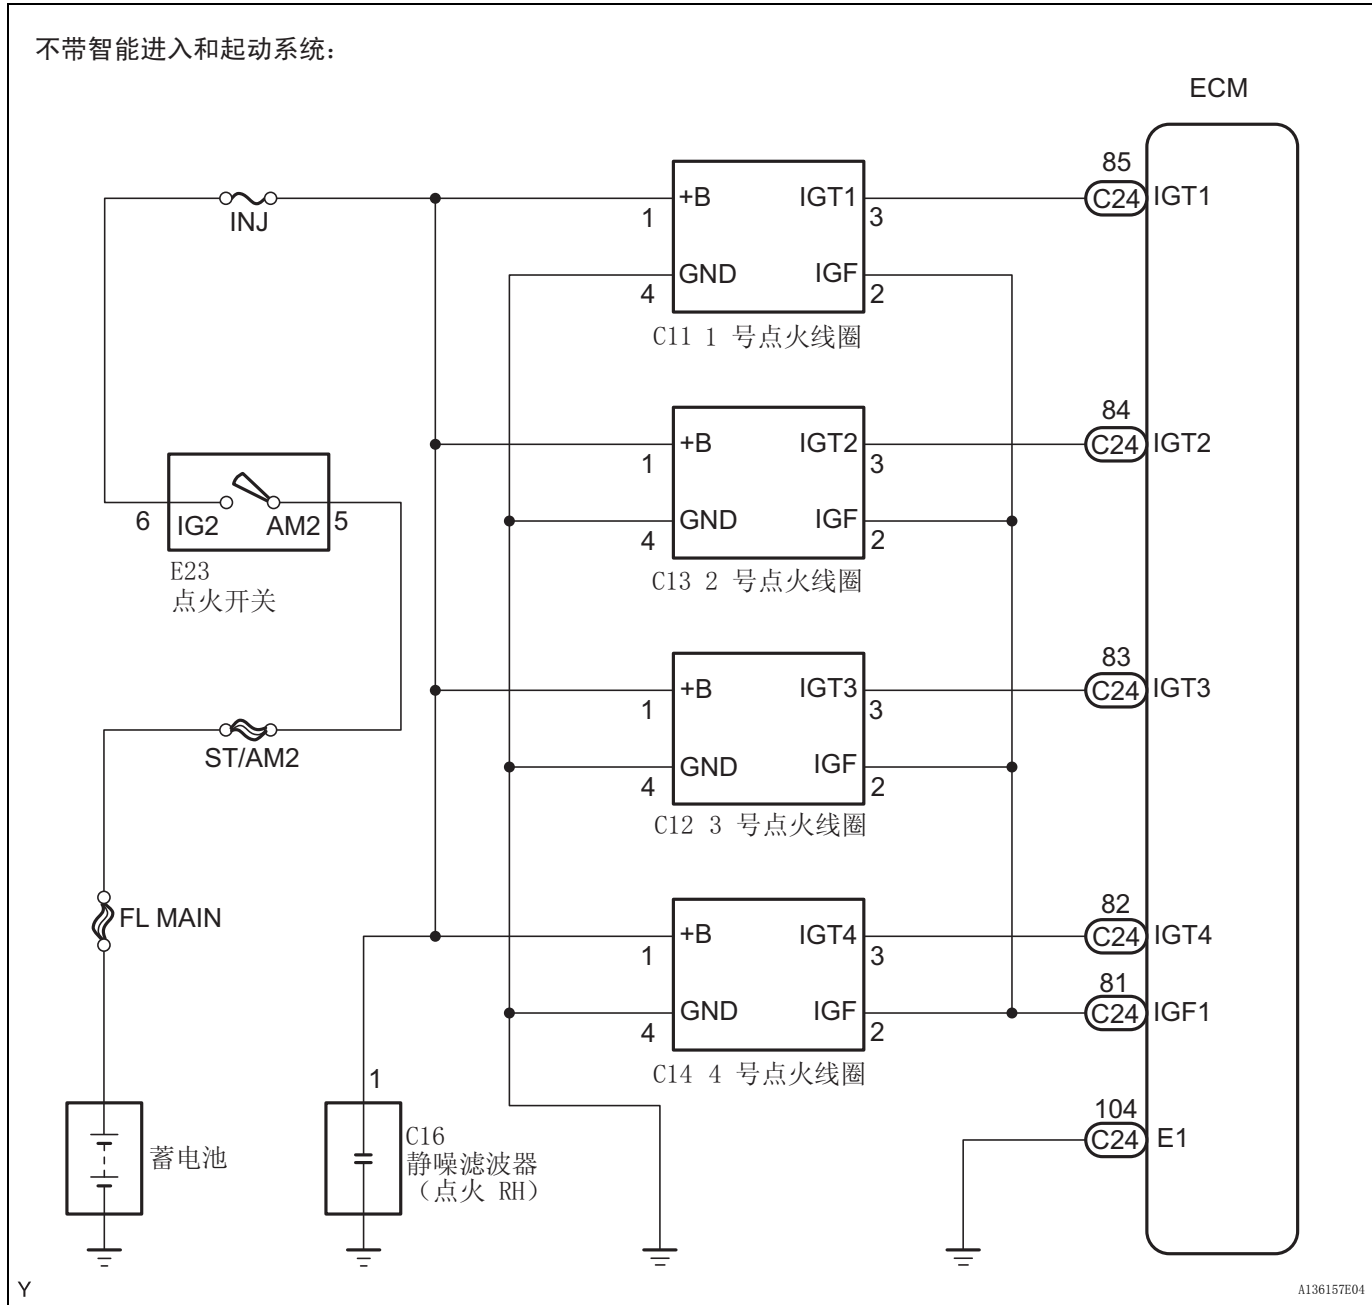 不带智能进入和起动系统：
ECM
INJ
+B IGT1
1 3
GND IGF
4 2
C11 1 号点火线圈
85
C24 IGT1
+B IGT2
1 3
GND IGF
4 2
C13 2 号点火线圈
84
C24 IGT2
6 IG2 AM2 5
E23
点火开关
+B IGT3
1 3
GND IGF
4 2
C12 3 号点火线圈
83
C24 IGT3
ST/AM2
FL MAIN
+B IGT4
1 3
GND IGF
4 2
C14 4 号点火线圈
82
C24 IGT4
81
C24 IGF1
104
C24 E1
蓄电池
1
C16
静噪滤波器
（点火 RH）
Y
A136157E04